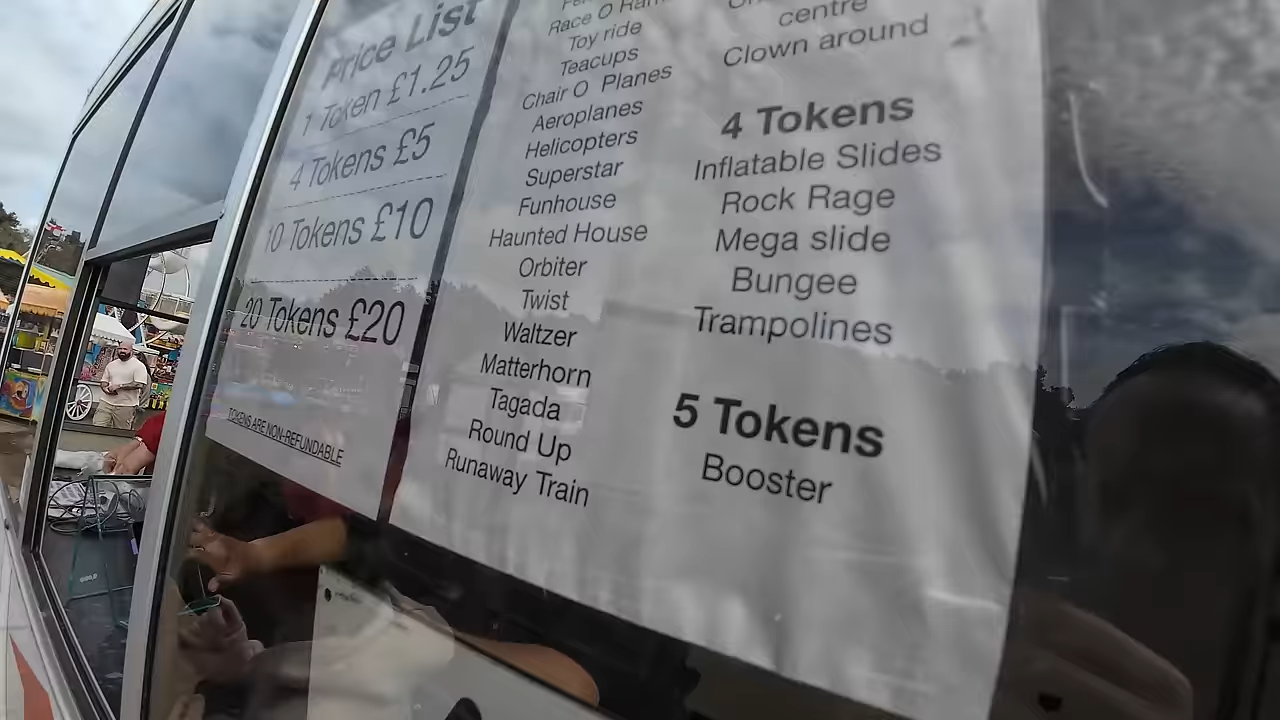 Price List
1 Token £1.25
4 Tokens £5
10 Tokens £10
20 Tokens £20
TOKENS ARE NON-REFUNDABLE
Race O
Toy ride
Teacups
Chair O Planes
Aeroplanes
Helicopters
Superstar
Funhouse
Haunted House
Orbiter
Twist
Waltzer
Matterhorn
Tagada
Round Up
Runaway Train
centre
Clown around
4 Tokens
Inflatable Slides
Rock Rage
Mega slide
Bungee
Trampolines
5 Tokens
Booster